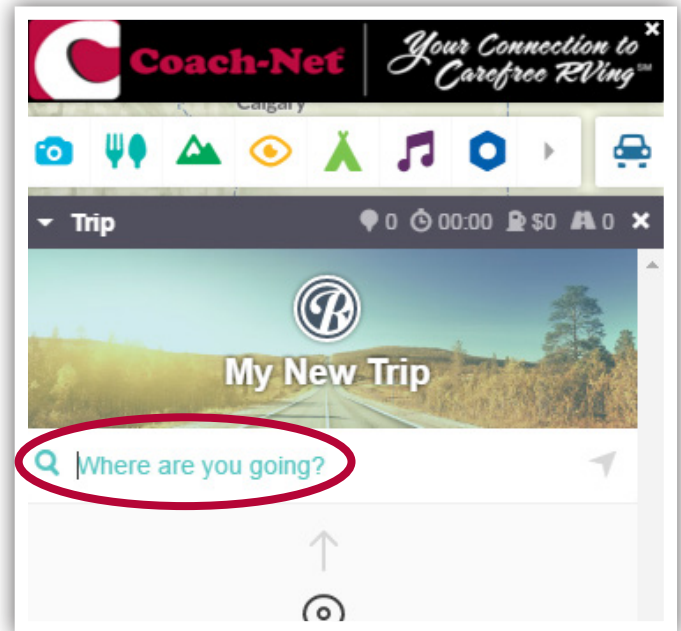 Coach-Net®
Your Connection to
Carefree RVing℠
Calgary
Trip 0 00:00 $0 0
R
My New Trip
Where are you going?